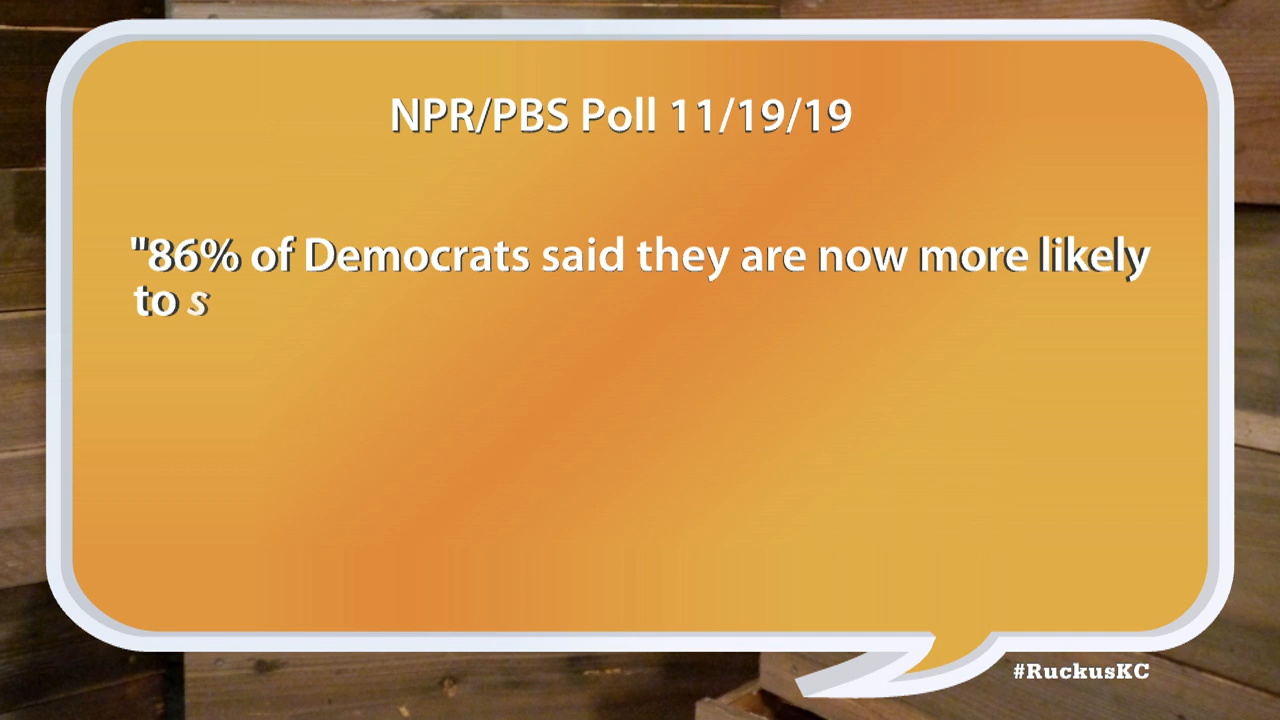 NPR/PBS Poll 11/19/19
"86% of Democrats said they are now more likely
to s
#RuckusKC